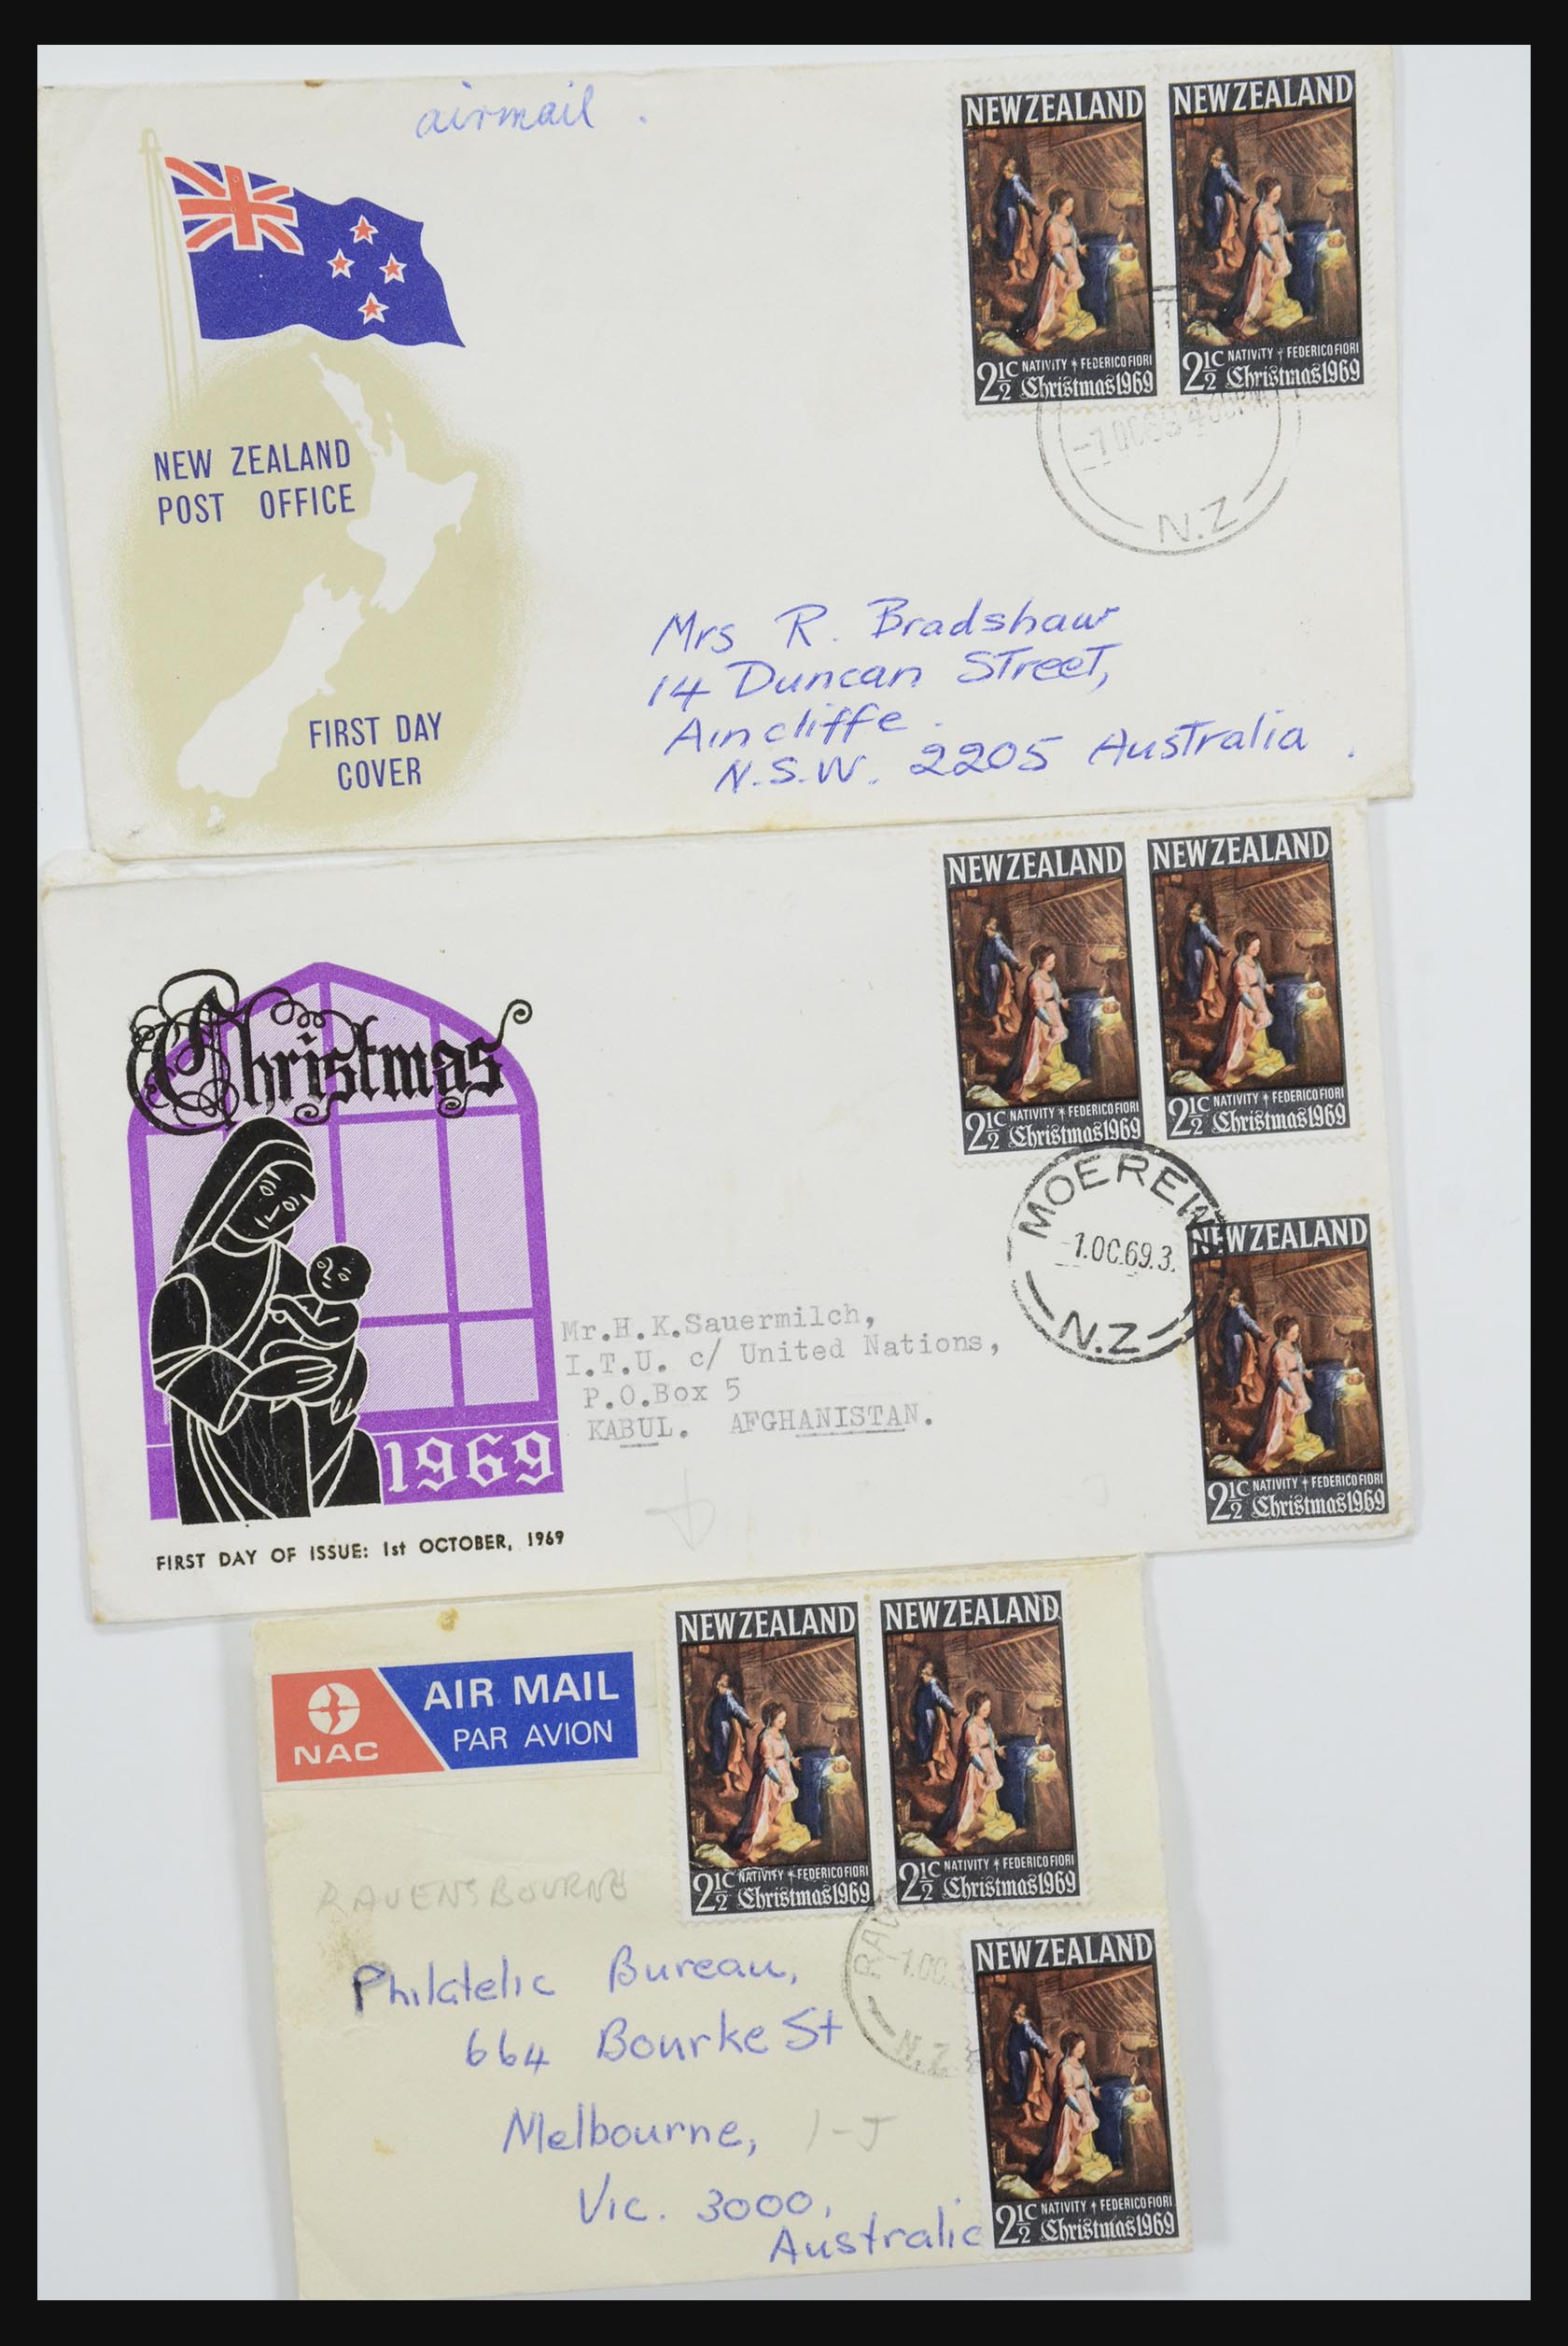 airmail.
NEW ZEALAND
NEW ZEALAND
2½C NATIVITY FEDERICO FIORI
Christmas 1969
2½C NATIVITY FEDERICO FIORI
Christmas 1969
N.Z
NEW ZEALAND
POST OFFICE
FIRST DAY
COVER
Mrs R. Bradshaw
14 Duncan Street,
Aincliffe.
N.S.W. 2205 Australia.
NEW ZEALAND
NEW ZEALAND
2½C NATIVITY FEDERICO FIORI
Christmas 1969
2½C NATIVITY FEDERICO FIORI
Christmas 1969
Christmas
1969
FIRST DAY OF ISSUE: 1st OCTOBER, 1969
MOEREW
-1.OC.69.3.
N.Z
NEW ZEALAND
2½C NATIVITY FEDERICO FIORI
Christmas 1969
Mr.H.K.Sauermilch,
I.T.U. c/ United Nations,
P.O.Box 5
KABUL. AFGHANISTAN.
NAC
AIR MAIL
PAR AVION
NEW ZEALAND
NEW ZEALAND
2½C NATIVITY FEDERICO FIORI
Christmas 1969
2½C NATIVITY FEDERICO FIORI
Christmas 1969
RAVENSBOURNE
RAV
-1.OC.
N.Z
NEW ZEALAND
2½C NATIVITY FEDERICO FIORI
Christmas 1969
Philatelic Bureau,
664 Bourke St
Melbourne,
1-J
Vic. 3000,
Australia